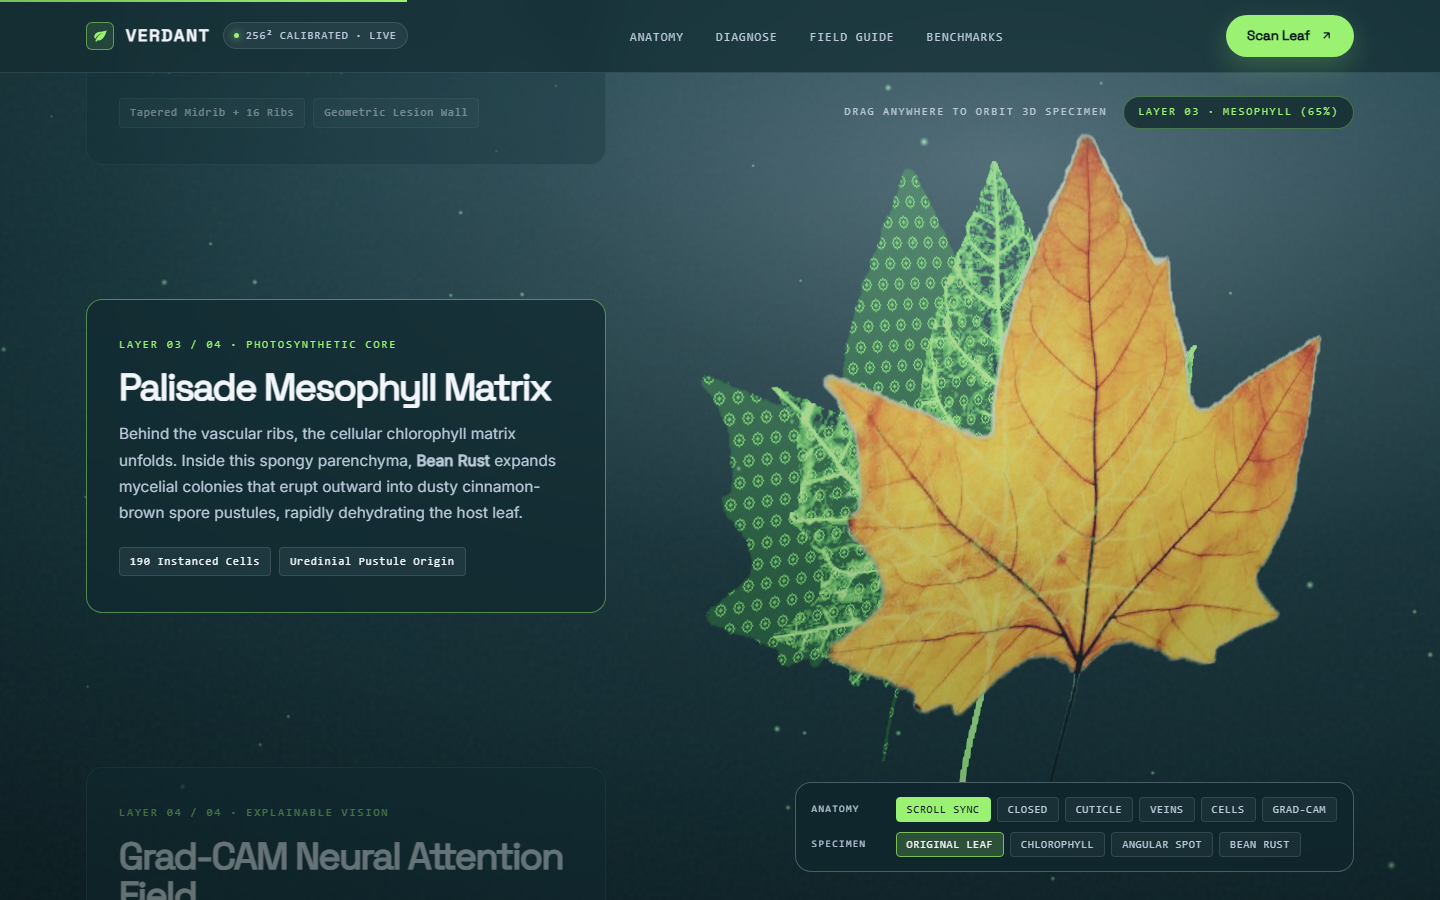 VERDANT
256² CALIBRATED · LIVE
ANATOMY
DIAGNOSE
FIELD GUIDE
BENCHMARKS
Scan Leaf
Tapered Midrib + 16 Ribs
Geometric Lesion Wall
DRAG ANYWHERE TO ORBIT 3D SPECIMEN
LAYER 03 · MESOPHYLL (65%)
LAYER 03 / 04 · PHOTOSYNTHETIC CORE
Palisade Mesophyll Matrix
Behind the vascular ribs, the cellular chlorophyll matrix
unfolds. Inside this spongy parenchyma, Bean Rust expands
mycelial colonies that erupt outward into dusty cinnamon-
brown spore pustules, rapidly dehydrating the host leaf.
190 Instanced Cells
Uredinial Pustule Origin
LAYER 04 / 04 · EXPLAINABLE VISION
Grad-CAM Neural Attention
Field
ANATOMY
SCROLL SYNC
CLOSED
CUTICLE
VEINS
CELLS
GRAD-CAM
SPECIMEN
ORIGINAL LEAF
CHLOROPHYLL
ANGULAR SPOT
BEAN RUST